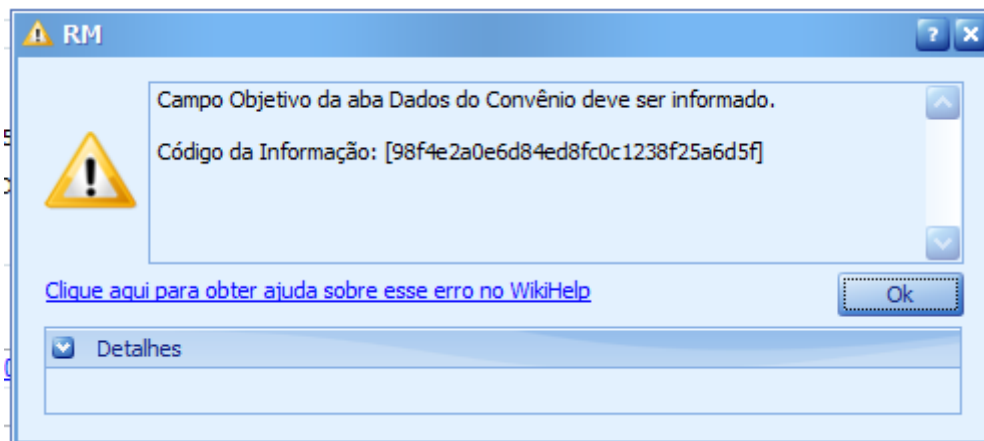 RM
Campo Objetivo da aba Dados do Convênio deve ser informado.
Código da Informação: [98f4e2a0e6d84ed8fc0c1238f25a6d5f]
Clique aqui para obter ajuda sobre esse erro no WikiHelp
Ok
Detalhes